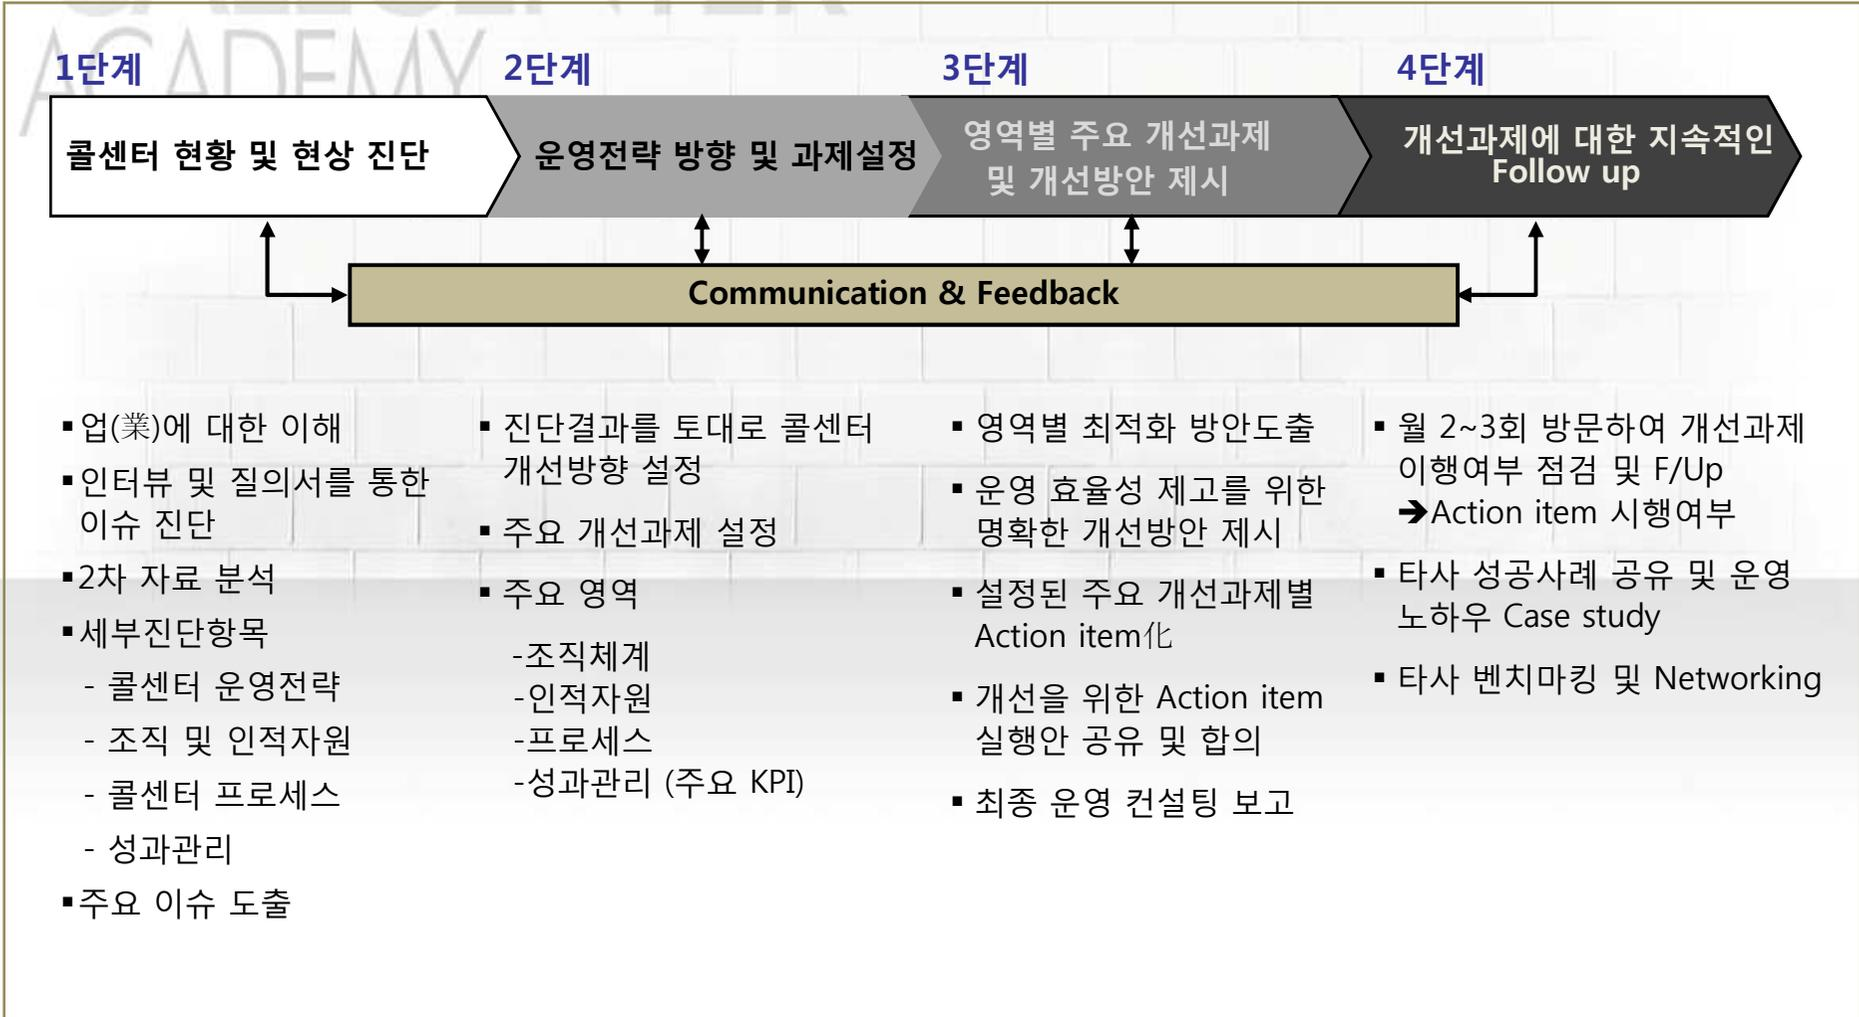 ACADEMY
1단계
2단계
3단계
4단계
콜센터 현황 및 현상 진단
운영전략 방향 및 과제설정
영역별 주요 개선과제
및 개선방안 제시
개선과제에 대한 지속적인
Follow up
Communication & Feedback
▪업(業)에 대한 이해
▪인터뷰 및 질의서를 통한
이슈 진단
▪2차 자료 분석
▪세부진단항목
- 콜센터 운영전략
- 조직 및 인적자원
- 콜센터 프로세스
- 성과관리
▪주요 이슈 도출
▪ 진단결과를 토대로 콜센터
개선방향 설정
▪ 주요 개선과제 설정
▪ 주요 영역
-조직체계
-인적자원
-프로세스
-성과관리 (주요 KPI)
▪ 영역별 최적화 방안도출
▪ 운영 효율성 제고를 위한
명확한 개선방안 제시
▪ 설정된 주요 개선과제별
Action item化
▪ 개선을 위한 Action item
실행안 공유 및 합의
▪ 최종 운영 컨설팅 보고
▪ 월 2~3회 방문하여 개선과제
이행여부 점검 및 F/Up
➔Action item 시행여부
▪ 타사 성공사례 공유 및 운영
노하우 Case study
▪ 타사 벤치마킹 및 Networking